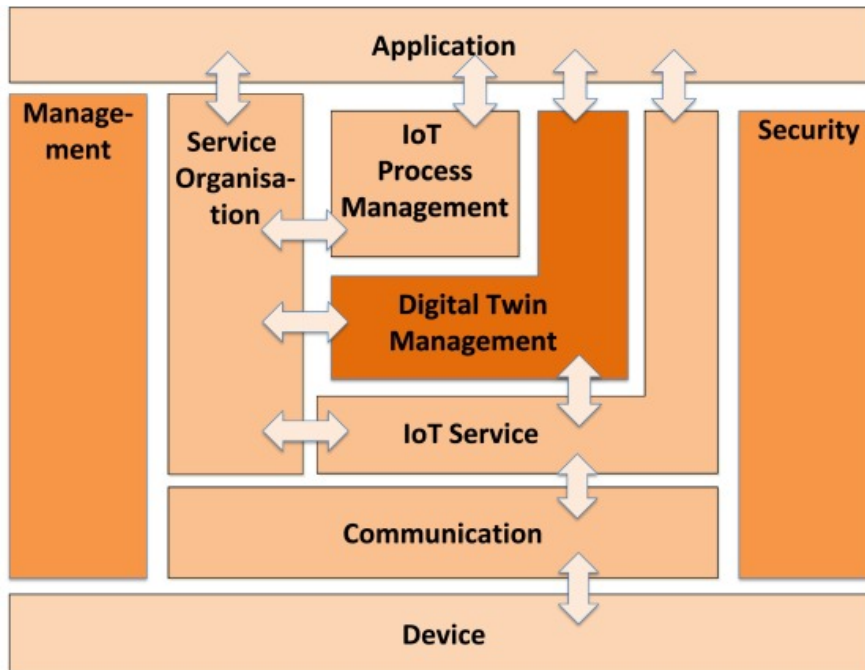 Application
Manage-
ment
Service
Organisa-
tion
IoT
Process
Management
Security
Digital Twin
Management
IoT Service
Communication
Device